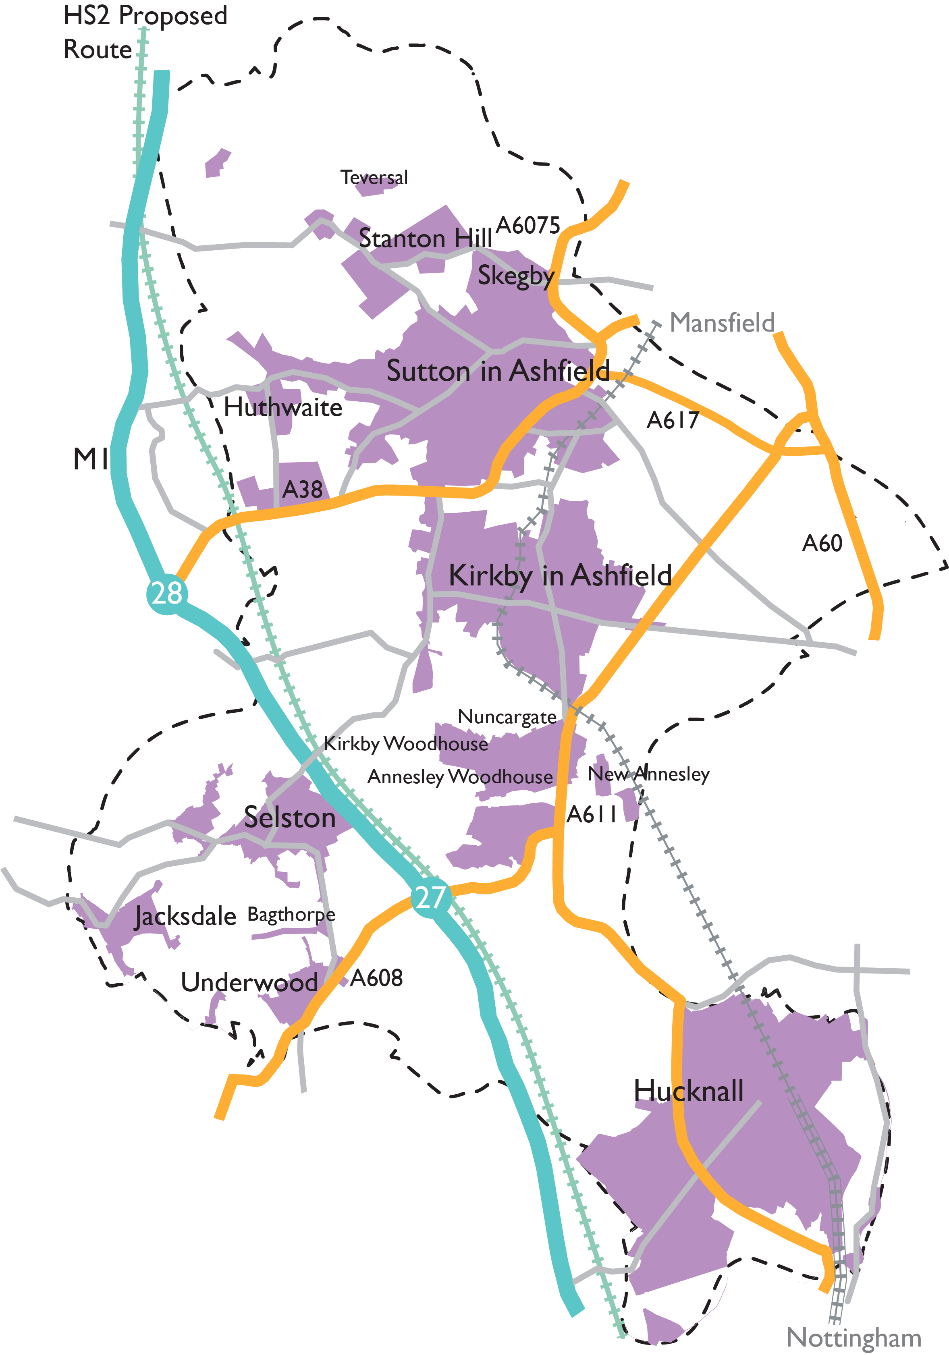 HS2 Proposed
Route
Teversal
A6075
Stanton Hill
Skegby
Mansfield
Sutton in Ashfield
Huthwaite
A617
M1
A38
A60
Kirkby in Ashfield
28
Nuncargate
Kirkby Woodhouse
Annesley Woodhouse
New Annesley
Selston
A611
27
Jacksdale
Bagthorpe
Underwood
A608
Hucknall
Nottingham